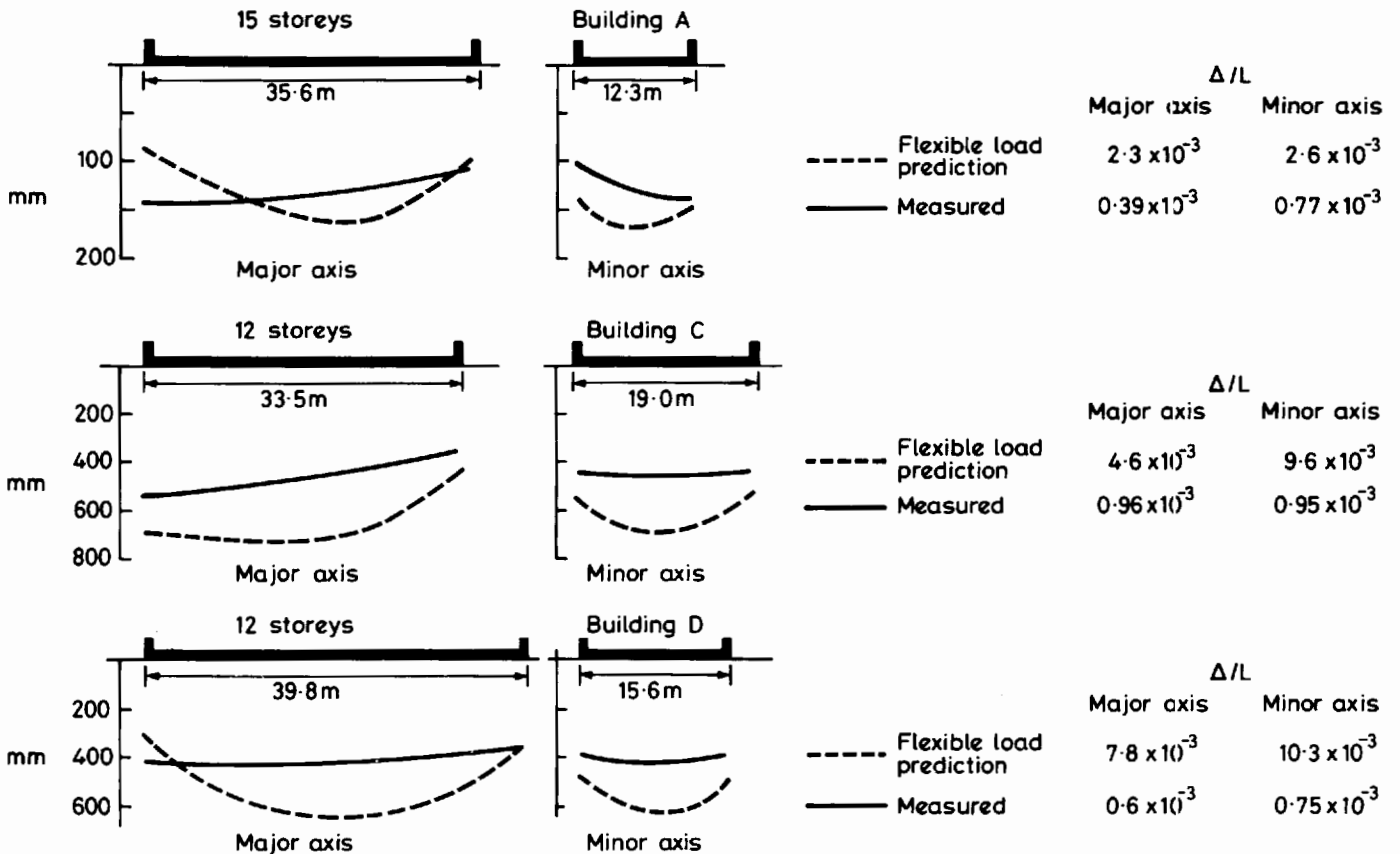 15 storeys
Building A
35·6m
12·3m
100
mm
200
Major axis
Minor axis
Δ/L
Major axis Minor axis
Flexible load prediction 2·3 x10⁻³ 2·6 x10⁻³
Measured 0·39 x10⁻³ 0·77 x10⁻³
12 storeys
Building C
33·5m
19·0m
200
400
mm
600
800
Major axis
Minor axis
Δ/L
Major axis Minor axis
Flexible load prediction 4·6 x10⁻³ 9·6 x10⁻³
Measured 0·96 x10⁻³ 0·95 x10⁻³
12 storeys
Building D
39·8m
15·6m
200
400
mm
600
Major axis
Minor axis
Δ/L
Major axis Minor axis
Flexible load prediction 7·8 x10⁻³ 10·3 x10⁻³
Measured 0·6 x10⁻³ 0·75 x10⁻³